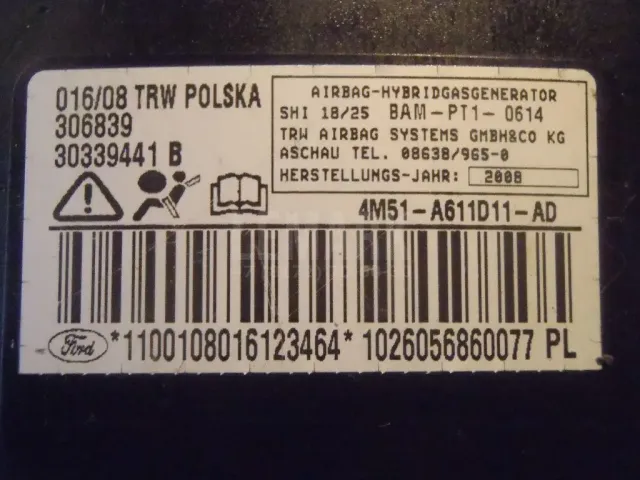 016/08 TRW POLSKA
306839
30339441 B
AIRBAG-HYBRIDGASGENERATOR
SHI 18/25 BAM-PT1-0614
TRW AIRBAG SYSTEMS GMBH&CO KG
ASCHAU TEL. 08638/965-0
HERSTELLUNGS-JAHR: 2008
4M51-A611D11-AD
Ford *1100108016123464*1026056860077 PL